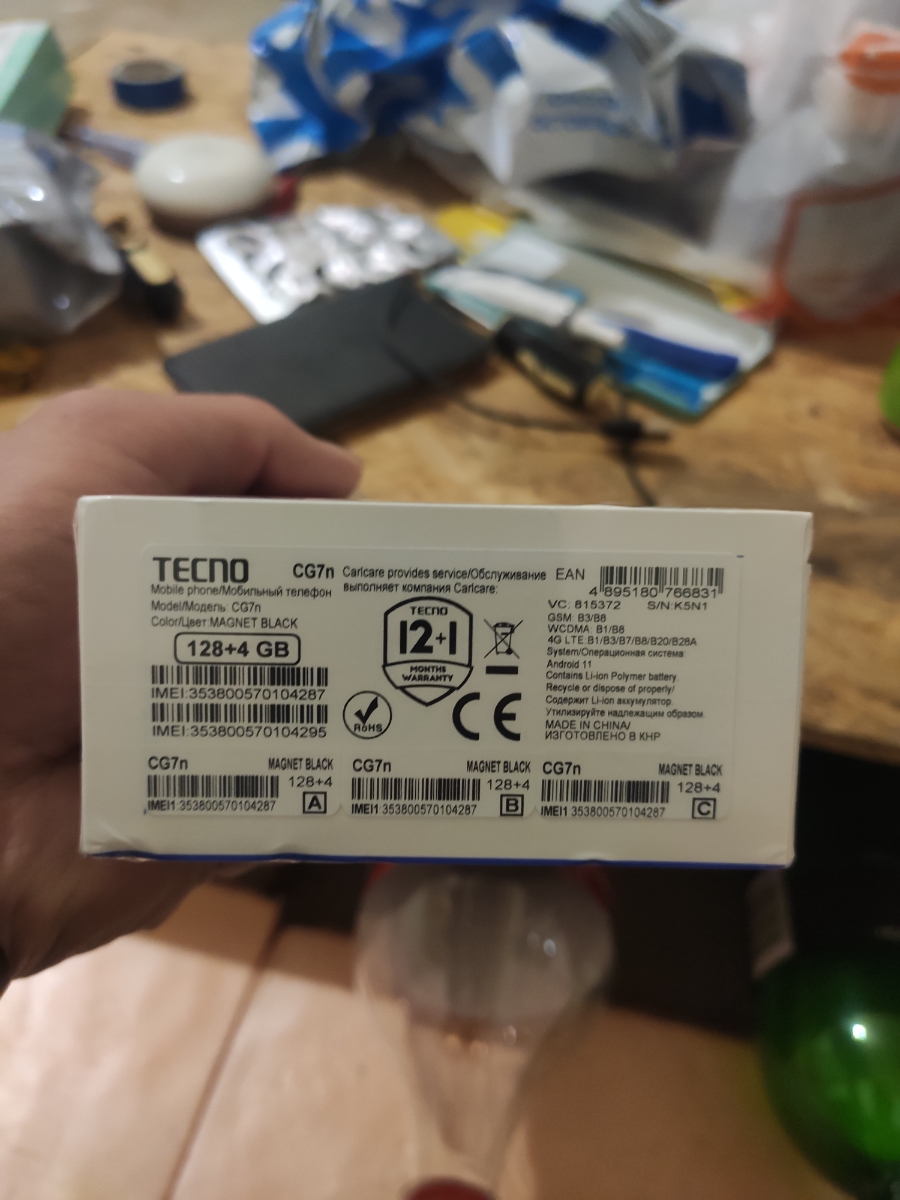 TECNO CG7n
Mobile phone/Мобильный телефон
Model/Модель: CG7n
Color/Цвет:MAGNET BLACK
128+4 GB
IMEI:353800570104287
IMEI:353800570104295
Carlcare provides service/Обслуживание
выполняет компания Carlcare:
TECNO
12+1
MONTHS
WARRANTY
RoHS
CE
EAN
4 895180 766831
VC: 815372 S/N:K5N1
GSM: B3/B8
WCDMA: B1/B8
4G LTE:B1/B3/B7/B8/B20/B28A
System/Операционная система:
Android 11
Contains Li-ion Polymer battery.
Recycle or dispose of properly/
Содержит Li-ion аккумулятор.
Утилизируйте надлежащим образом.
MADE IN CHINA/
ИЗГОТОВЛЕНО В КНР
CG7n MAGNET BLACK
128+4
IMEI1:353800570104287 A
CG7n MAGNET BLACK
128+4
IMEI1:353800570104287 B
CG7n MAGNET BLACK
128+4
IMEI1:353800570104287 C